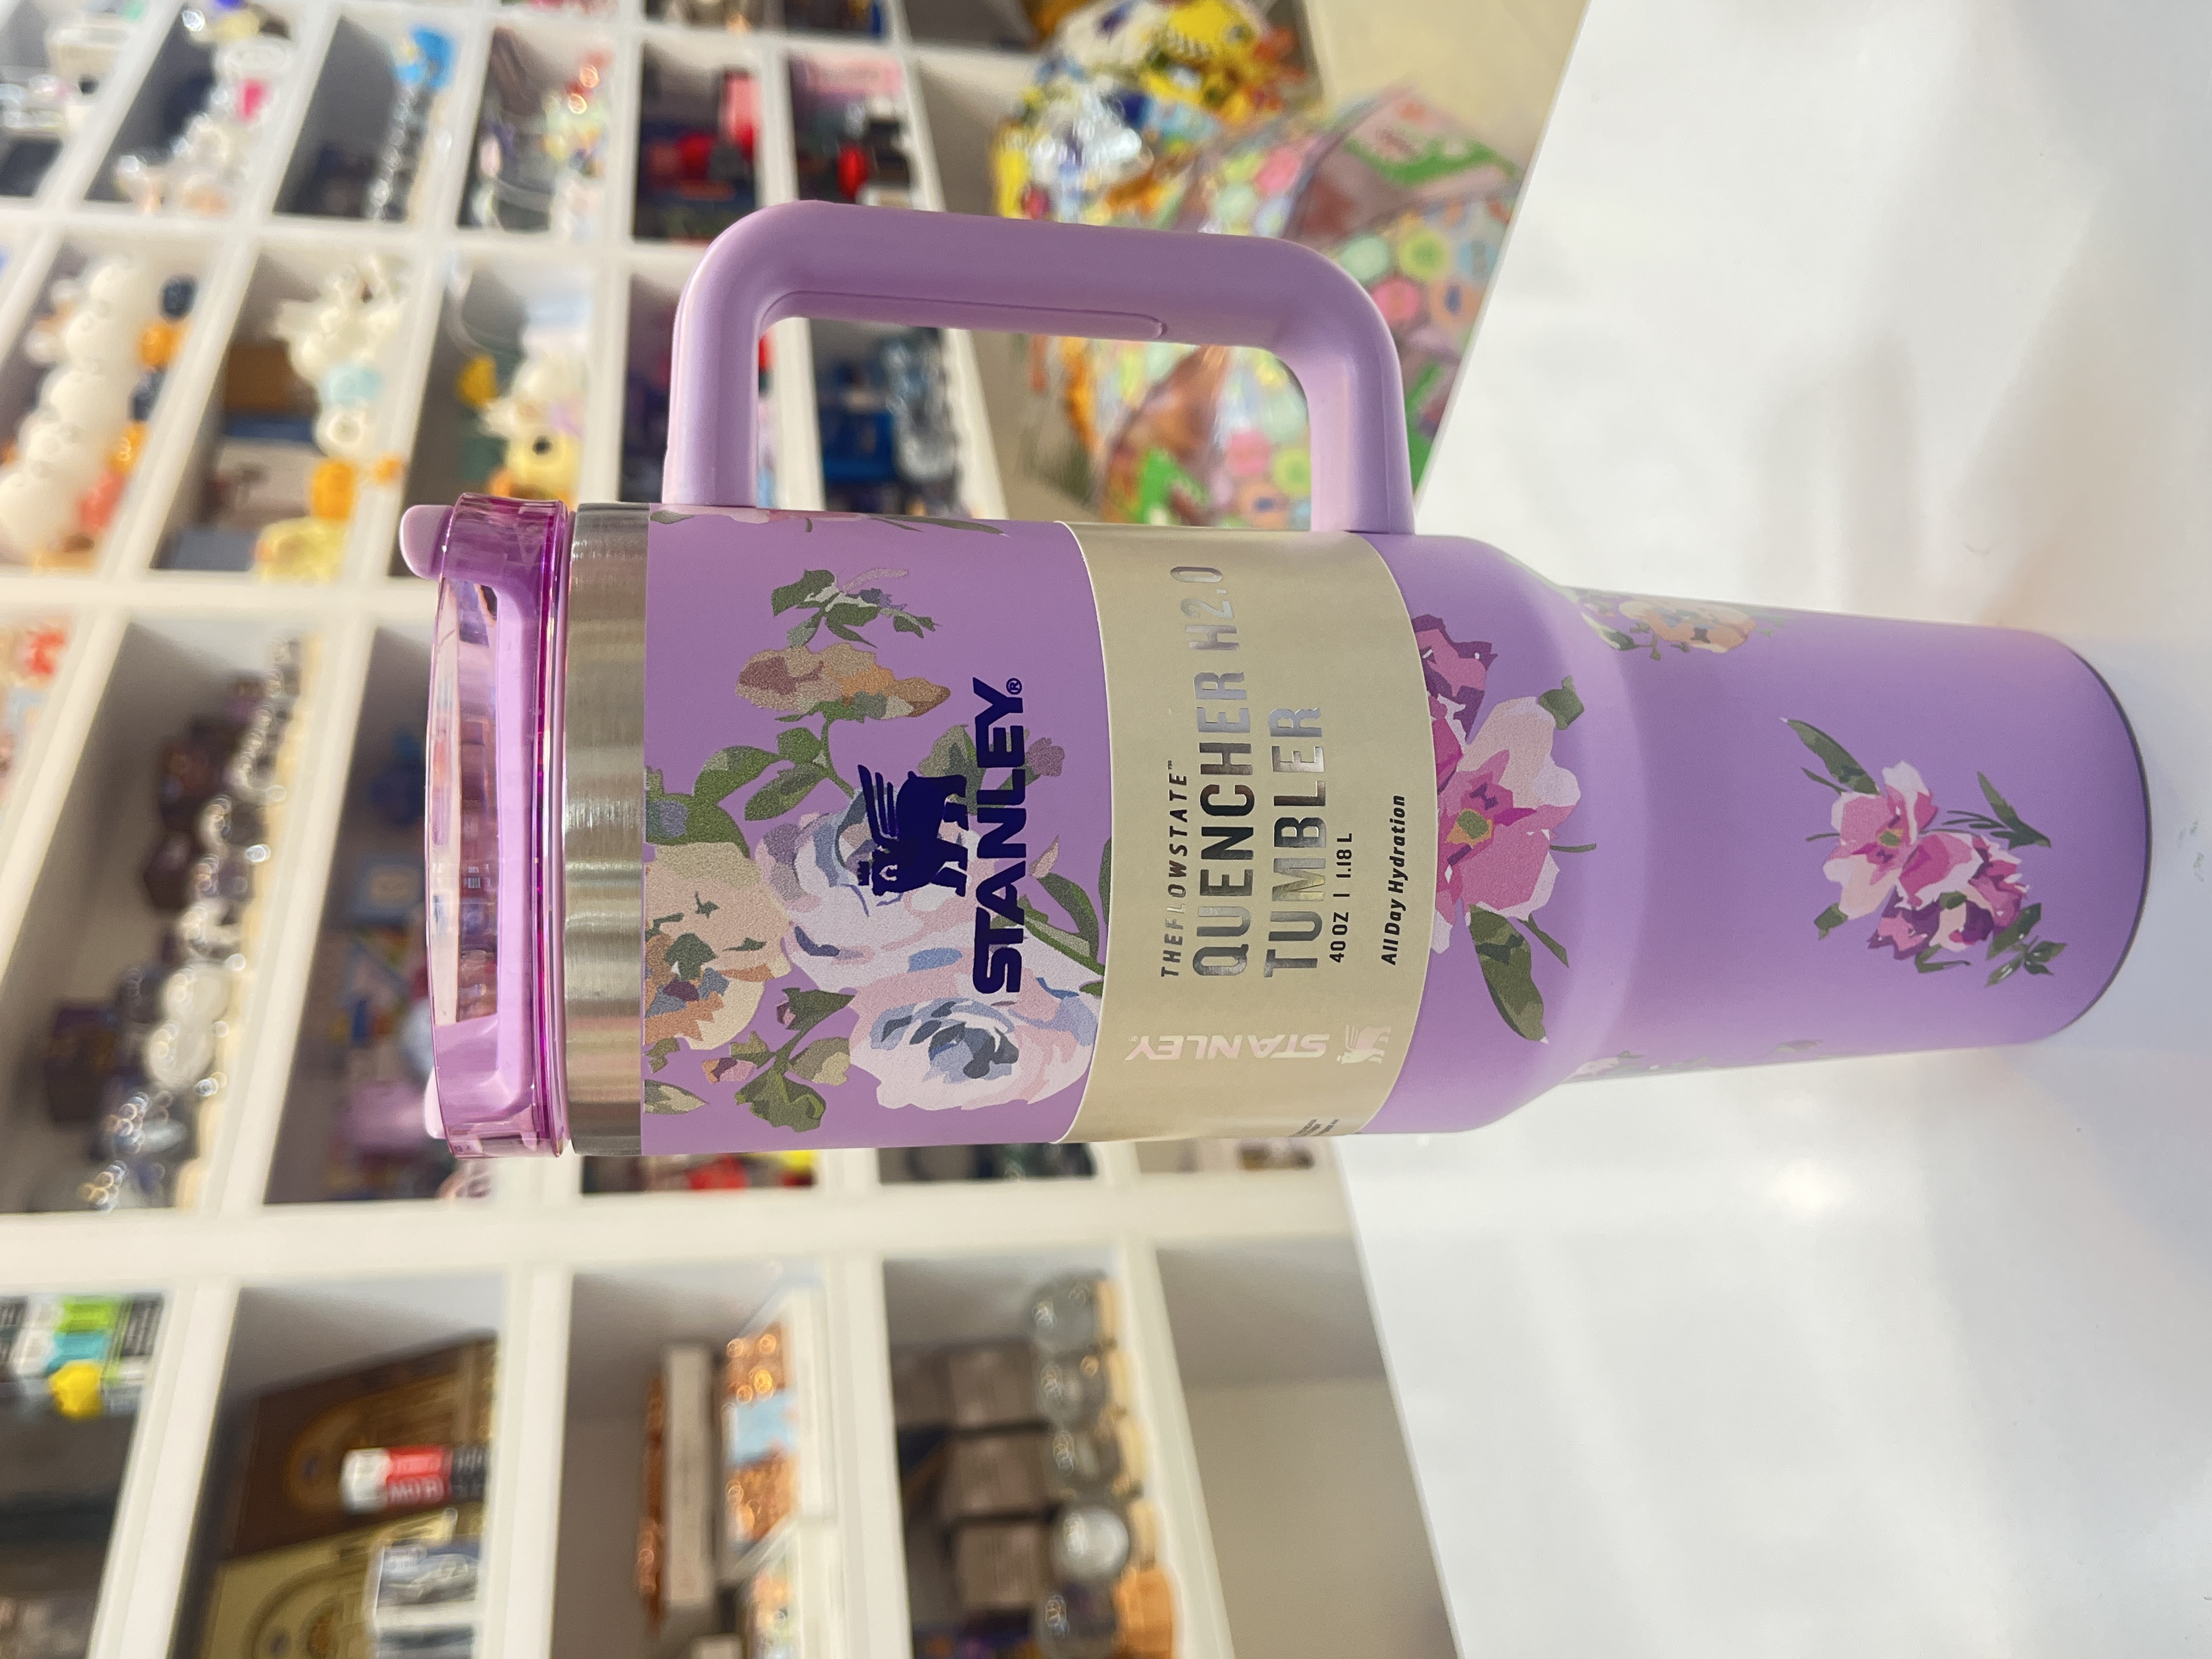 STANLEY®
THE FLOWSTATE™
QUENCHER H2.0
TUMBLER
40 OZ | 1.18 L
All Day Hydration
STANLEY®